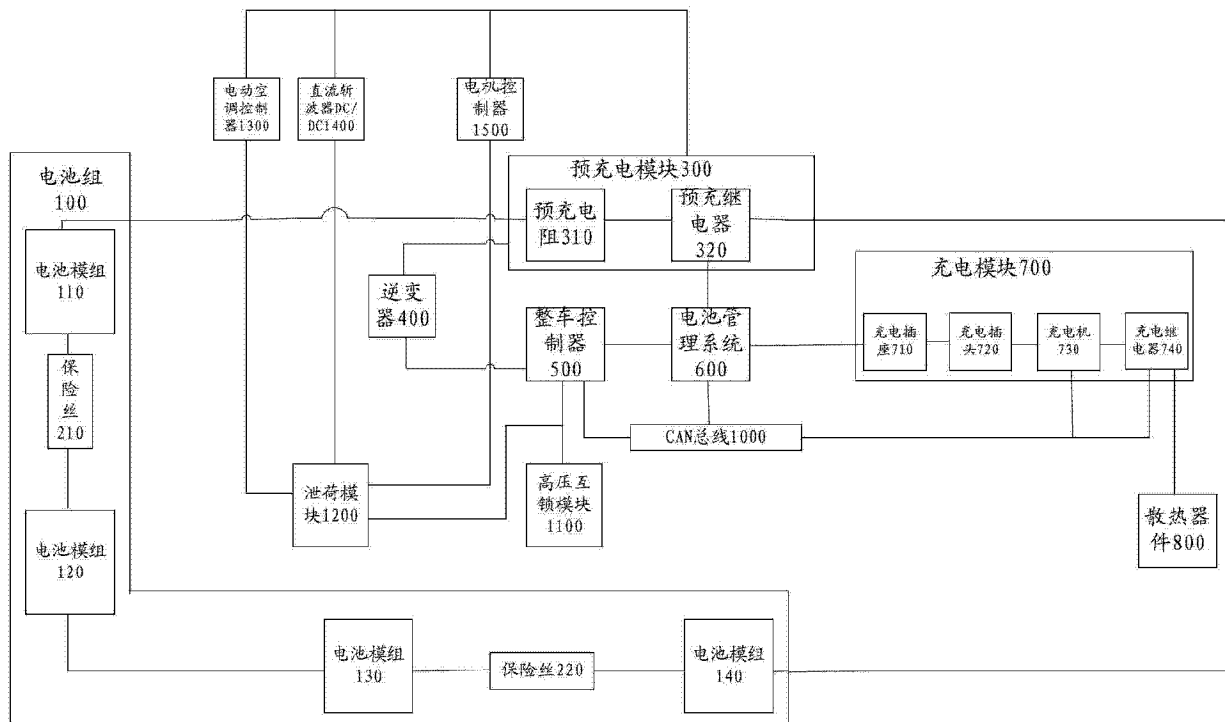 电动空
调控制
器1300
直流斩
波器DC/
DC1400
电机控
制器
1500
预充电模块300
预充电
阻310
预充继
电器
320
电池组
100
电池模组
110
保
险
丝
210
电池模组
120
逆变
器400
整车控
制器
500
电池管
理系统
600
充电模块700
充电插
座710
充电插
头720
充电机
730
充电继
电器740
CAN总线1000
泄荷模
块1200
高压互
锁模块
1100
散热器
件800
电池模组
130
保险丝220
电池模组
140